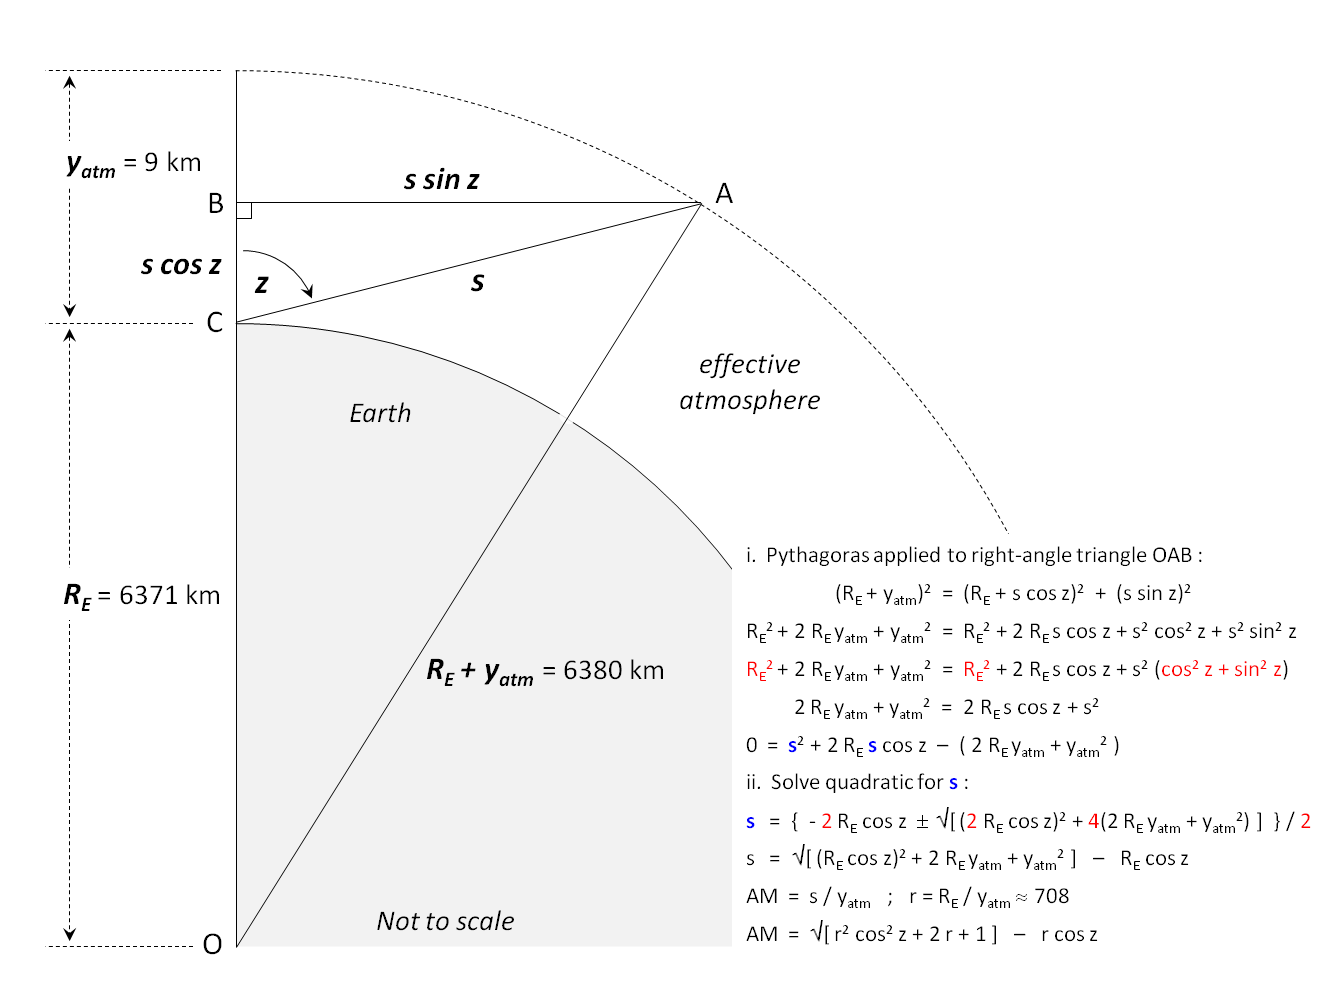 y_atm = 9 km
B
s sin z
A
s cos z
z
s
C
effective
atmosphere
Earth
R_E = 6371 km
R_E + y_atm = 6380 km
Not to scale
O
i. Pythagoras applied to right-angle triangle OAB :
(R_E + y_atm)² = (R_E + s cos z)² + (s sin z)²
R_E² + 2 R_E y_atm + y_atm² = R_E² + 2 R_E s cos z + s² cos² z + s² sin² z
R_E² + 2 R_E y_atm + y_atm² = R_E² + 2 R_E s cos z + s² (cos² z + sin² z)
2 R_E y_atm + y_atm² = 2 R_E s cos z + s²
0 = s² + 2 R_E s cos z – ( 2 R_E y_atm + y_atm² )
ii. Solve quadratic for s :
s = { - 2 R_E cos z ± √[ (2 R_E cos z)² + 4(2 R_E y_atm + y_atm²) ] } / 2
s = √[ (R_E cos z)² + 2 R_E y_atm + y_atm² ] – R_E cos z
AM = s / y_atm ; r = R_E / y_atm ≈ 708
AM = √[ r² cos² z + 2 r + 1 ] – r cos z